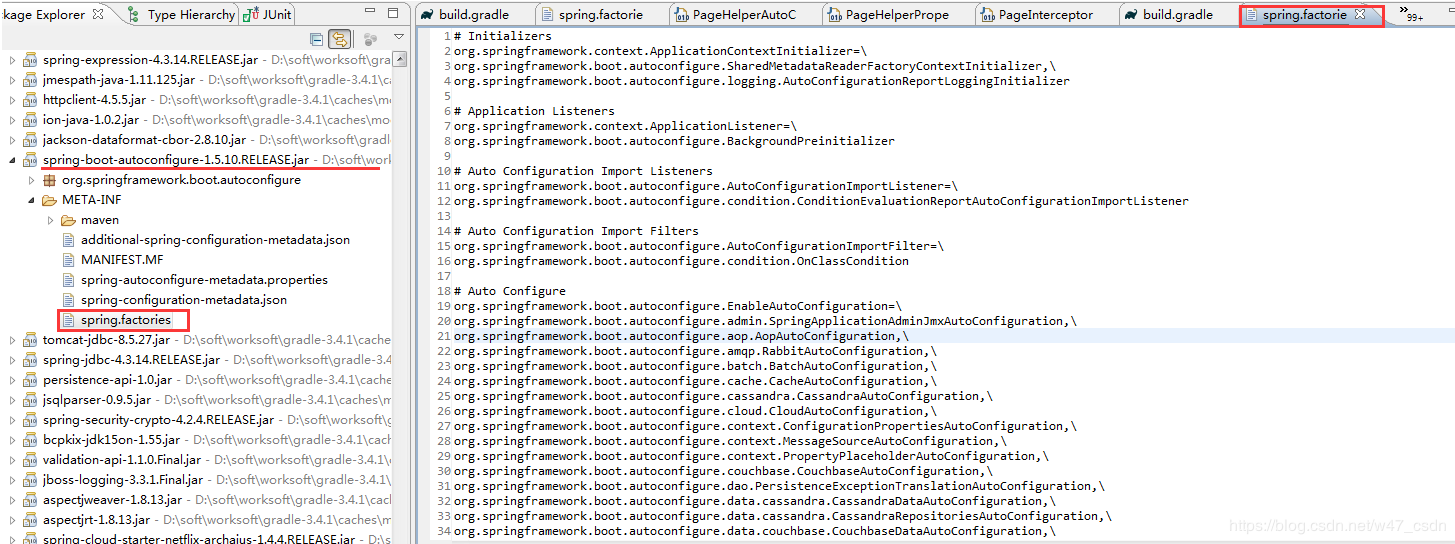 ckage Explorer
Type Hierarchy
JUnit
spring-expression-4.3.14.RELEASE.jar - D:\soft\worksoft\gradle-3.4.1\caches
jmespath-java-1.11.125.jar - D:\soft\worksoft\gradle-3.4.1\caches\modu
httpclient-4.5.5.jar - D:\soft\worksoft\gradle-3.4.1\caches\mo
ion-java-1.0.2.jar - D:\soft\worksoft\gradle-3.4.1\caches\mo
jackson-dataformat-cbor-2.8.10.jar - D:\soft\worksoft\gradle-3
spring-boot-autoconfigure-1.5.10.RELEASE.jar - D:\soft\work
org.springframework.boot.autoconfigure
META-INF
maven
additional-spring-configuration-metadata.json
MANIFEST.MF
spring-autoconfigure-metadata.properties
spring-configuration-metadata.json
spring.factories
tomcat-jdbc-8.5.27.jar - D:\soft\worksoft\gradle-3.4.1\cache
spring-jdbc-4.3.14.RELEASE.jar - D:\soft\worksoft\gradle-3.4.1
persistence-api-1.0.jar - D:\soft\worksoft\gradle-3.4.1\cache
jsqlparser-0.9.5.jar - D:\soft\worksoft\gradle-3.4.1\caches\m
spring-security-crypto-4.2.4.RELEASE.jar - D:\soft\worksoft\g
bcpkix-jdk15on-1.55.jar - D:\soft\worksoft\gradle-3.4.1\cach
validation-api-1.1.0.Final.jar - D:\soft\worksoft\gradle-3.4.1
jboss-logging-3.3.1.Final.jar - D:\soft\worksoft\gradle-3.4.1
aspectjweaver-1.8.13.jar - D:\soft\worksoft\gradle-3.4.1\cac
aspectjrt-1.8.13.jar - D:\soft\worksoft\gradle-3.4.1\caches\m
spring-cloud-starter-netflix-archaius-1.4.4.RELEASE.jar - D:\s
build.gradle
spring.factorie
PageHelperAutoC
PageHelperPrope
PageInterceptor
build.gradle
spring.factorie
99+
1 # Initializers
2 org.springframework.context.ApplicationContextInitializer=\
3 org.springframework.boot.autoconfigure.SharedMetadataReaderFactoryContextInitializer,\
4 org.springframework.boot.autoconfigure.logging.AutoConfigurationReportLoggingInitializer
5
6 # Application Listeners
7 org.springframework.context.ApplicationListener=\
8 org.springframework.boot.autoconfigure.BackgroundPreinitializer
9
10 # Auto Configuration Import Listeners
11 org.springframework.boot.autoconfigure.AutoConfigurationImportListener=\
12 org.springframework.boot.autoconfigure.condition.ConditionEvaluationReportAutoConfigurationImportListener
13
14 # Auto Configuration Import Filters
15 org.springframework.boot.autoconfigure.AutoConfigurationImportFilter=\
16 org.springframework.boot.autoconfigure.condition.OnClassCondition
17
18 # Auto Configure
19 org.springframework.boot.autoconfigure.EnableAutoConfiguration=\
20 org.springframework.boot.autoconfigure.admin.SpringApplicationAdminJmxAutoConfiguration,\
21 org.springframework.boot.autoconfigure.aop.AopAutoConfiguration,\
22 org.springframework.boot.autoconfigure.amqp.RabbitAutoConfiguration,\
23 org.springframework.boot.autoconfigure.batch.BatchAutoConfiguration,\
24 org.springframework.boot.autoconfigure.cache.CacheAutoConfiguration,\
25 org.springframework.boot.autoconfigure.cassandra.CassandraAutoConfiguration,\
26 org.springframework.boot.autoconfigure.cloud.CloudAutoConfiguration,\
27 org.springframework.boot.autoconfigure.context.ConfigurationPropertiesAutoConfiguration,\
28 org.springframework.boot.autoconfigure.context.MessageSourceAutoConfiguration,\
29 org.springframework.boot.autoconfigure.context.PropertyPlaceholderAutoConfiguration,\
30 org.springframework.boot.autoconfigure.couchbase.CouchbaseAutoConfiguration,\
31 org.springframework.boot.autoconfigure.dao.PersistenceExceptionTranslationAutoConfiguration,\
32 org.springframework.boot.autoconfigure.data.cassandra.CassandraDataAutoConfiguration,\
33 org.springframework.boot.autoconfigure.data.cassandra.CassandraRepositoriesAutoConfiguration,\
34 org.springframework.boot.autoconfigure.data.couchbase.CouchbaseDataAutoConfiguration,\
https://blog.csdn.net/w47_csdn